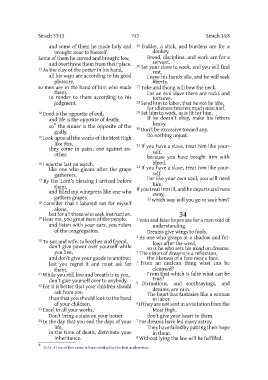 Sirach 33:13
743
Sirach 34:8
and some of them he made holy and
brought near to himself.
Some of them he cursed and brought low,
and overthrew them from their place.
13 As the clay of the potter in his hand,
all his ways are according to his good
pleasure,
so men are in the hand of him who made
them,
to render to them according to his
judgment.
14 Good is the opposite of evil,
and life is the opposite of death;
so the sinner is the opposite of the
godly.
15 Look upon all the works of the Most High
like this,
they come in pairs, one against an-
other.
16 I was the last on watch,
like one who gleans after the grape
gatherers.
17 By the Lord's blessing I arrived before
them,
and filled my winepress like one who
gathers grapes.
18 Consider that I labored not for myself
alone,
but for all those who seek instruction.
19 Hear me, you great men of the people,
and listen with your ears, you rulers
of the congregation.
20 To son and wife, to brother and friend,
don't give power over yourself while
you live,
and don't give your goods to another,
lest you regret it and must ask for
them.
21 While you still live and breath is in you,
don't give yourself over to anybody.
22 For it is better that your children should
ask from you
than that you should look to the hand
of your children.
23 Excel in all your works.
Don't bring a stain on your honor.
24 In the day that you end the days of your
life,
in the time of death, distribute your
inheritance.
25 Fodder, a stick, and burdens are for a
donkey.
Bread, discipline, and work are for a
servant.
26 Set your slave to work, and you will find
rest.
Leave his hands idle, and he will seek
liberty.
27 Yoke and thong will bow the neck.
For an evil slave there are racks and
tortures.
28 Send him to labor, that he not be idle,
for idleness teaches much mischief.
29 Set him to work, as is fit for him.
If he doesn't obey, make his fetters
heavy.
30 Don't be excessive toward any.
Do nothing unjust.
31 If you have a slave, treat him like your-
self,
because you have bought him with
blood.
If you have a slave, treat him like your-
self.
For like your own soul, you will need
him.
If you treat him ill, and he departs and runs
away,
which way will you go to seek him?
34
Vain and false hopes are for a man void of
understanding.
Dreams give wings to fools.
2 As one who grasps at a shadow and fol-
lows after the wind,
so is he who sets his mind on dreams.
3 The vision of dreams is a reflection,
the likeness of a face near a face.
4 From an unclean thing what can be
cleansed?
From that which is false what can be
true?
5 Divinations, and soothsayings, and
dreams, are vain.
The heart has fantasies like a woman
in labor.
6 If they are not sent in a visitation from the
Most High,
don't give your heart to them.
7 For dreams have led many astray.
They have failed by putting their hope
in them.
8 Without lying the law will be fulfilled.